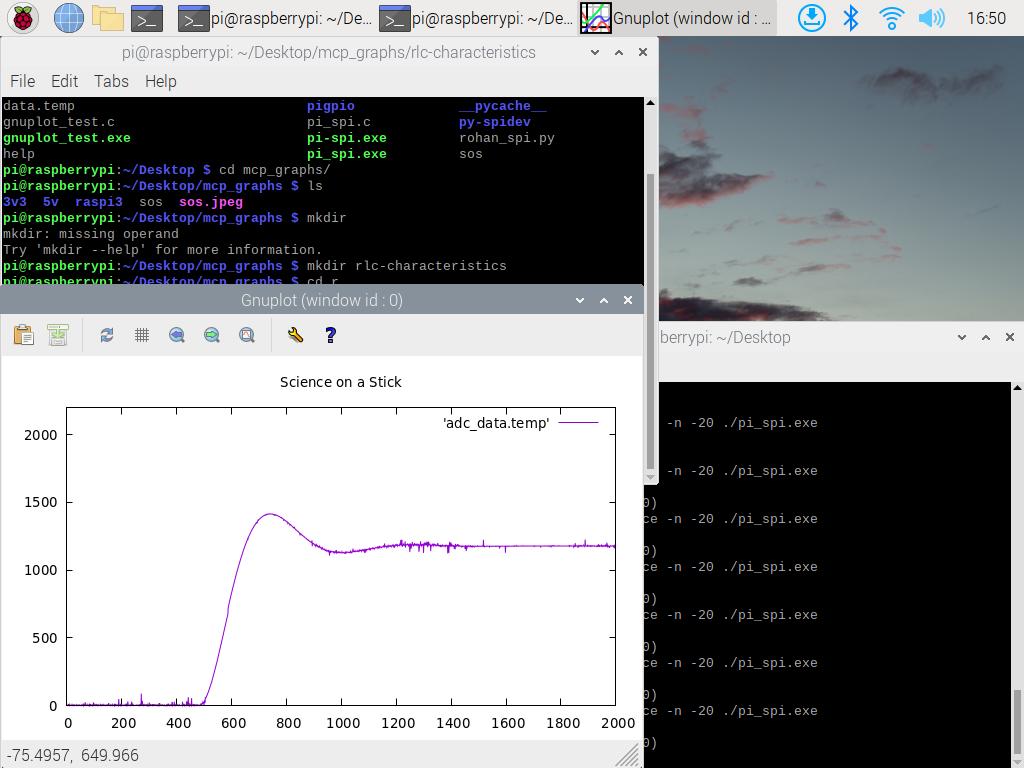 pi@raspberrypi: ~/De...
pi@raspberrypi: ~/De...
Gnuplot (window id : ...
16:50
pi@raspberrypi: ~/Desktop/mcp_graphs/rlc-characteristics
File Edit Tabs Help
data.temp pigpio __pycache__
gnuplot_test.c pi_spi.c py-spidev
gnuplot_test.exe pi-spi.exe rohan_spi.py
help pi_spi.exe sos
pi@raspberrypi:~/Desktop $ cd mcp_graphs/
pi@raspberrypi:~/Desktop/mcp_graphs $ ls
3v3 5v raspi3 sos sos.jpeg
pi@raspberrypi:~/Desktop/mcp_graphs $ mkdir
mkdir: missing operand
Try 'mkdir --help' for more information.
pi@raspberrypi:~/Desktop/mcp_graphs $ mkdir rlc-characteristics
pi@raspberrypi:~/Desktop/mcp_graphs $ cd r
Gnuplot (window id : 0)
?
Science on a Stick
'adc_data.temp'
2000
1500
1000
500
0
0 200 400 600 800 1000 1200 1400 1600 1800 2000
-75.4957, 649.966
berrypi: ~/Desktop
-n -20 ./pi_spi.exe
-n -20 ./pi_spi.exe
0)
ce -n -20 ./pi_spi.exe
0)
ce -n -20 ./pi_spi.exe
0)
ce -n -20 ./pi_spi.exe
0)
ce -n -20 ./pi_spi.exe
0)
ce -n -20 ./pi_spi.exe
0)